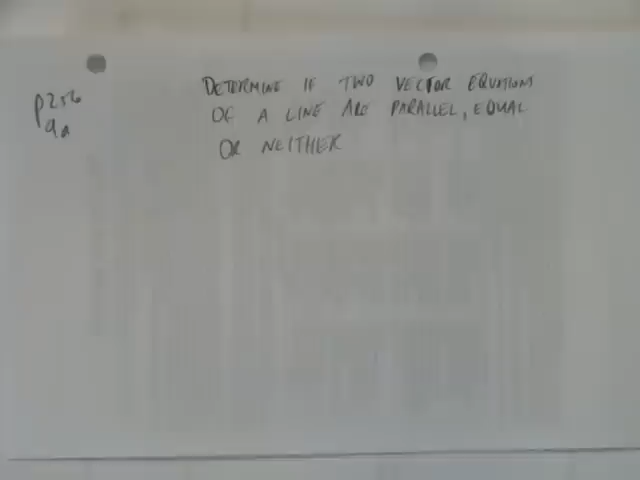 p256
9a
DETERMINE IF TWO VECTOR EQUATIONS
OF A LINE ARE PARALLEL, EQUAL
OR NEITHER